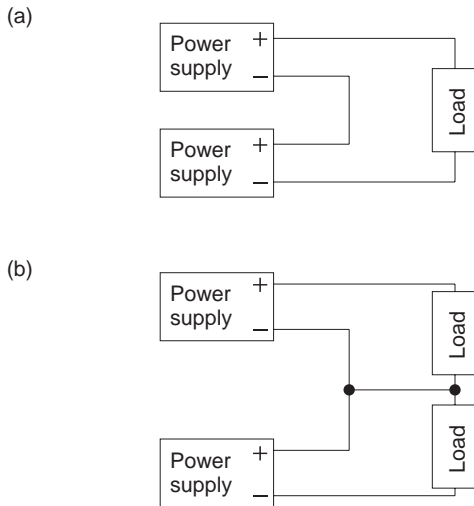 (a)
Power +
supply −
Load
Power +
supply −
(b)
Power +
supply −
Load
Power +
supply −
Load